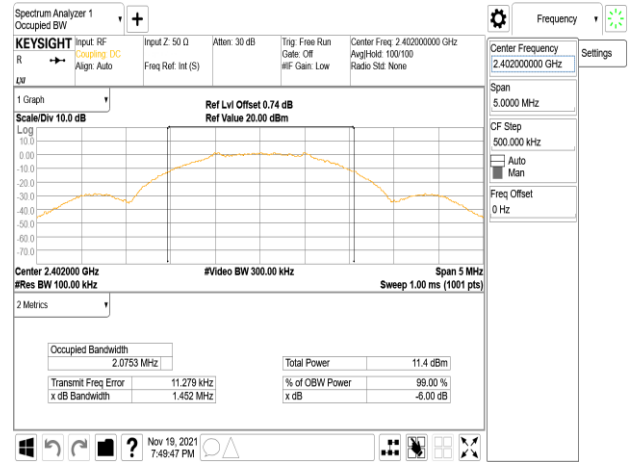 Spectrum Analyzer 1
Occupied BW
Frequency
KEYSIGHT
Input: RF
Coupling: DC
Align: Auto
Input Z: 50 Ω
Freq Ref: Int (S)
Atten: 30 dB
Trig: Free Run
Gate: Off
#IF Gain: Low
Center Freq: 2.402000000 GHz
Avg|Hold: 100/100
Radio Std: None
R
LXI
Center Frequency
2.402000000 GHz
Settings
Span
5.0000 MHz
CF Step
500.000 kHz
Auto
Man
Freq Offset
0 Hz
1 Graph
Scale/Div 10.0 dB
Ref Lvl Offset 0.74 dB
Ref Value 20.00 dBm
Log
10.0
0.00
-10.0
-20.0
-30.0
-40.0
-50.0
-60.0
-70.0
Center 2.402000 GHz
#Video BW 300.00 kHz
Span 5 MHz
#Res BW 100.00 kHz
Sweep 1.00 ms (1001 pts)
2 Metrics
Occupied Bandwidth
2.0753 MHz
Total Power 11.4 dBm
Transmit Freq Error 11.279 kHz
% of OBW Power 99.00 %
x dB Bandwidth 1.452 MHz
x dB -6.00 dB
?
Nov 19, 2021
7:49:47 PM